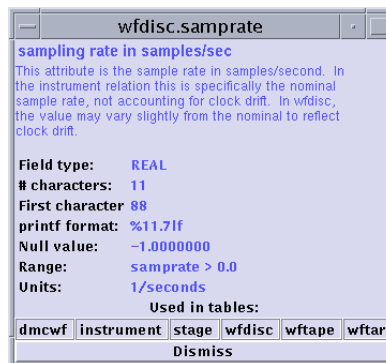 wfdisc.samprate
sampling rate in samples/sec
This attribute is the sample rate in samples/second. In
the instrument relation this is specifically the nominal
sample rate, not accounting for clock drift. In wfdisc,
the value may vary slightly from the nominal to reflect
clock drift.
Field type: REAL
# characters: 11
First character 88
printf format: %11.7lf
Null value: -1.0000000
Range: samprate > 0.0
Units: 1/seconds
Used in tables:
dmcwf instrument stage wfdisc wftape wftar
Dismiss